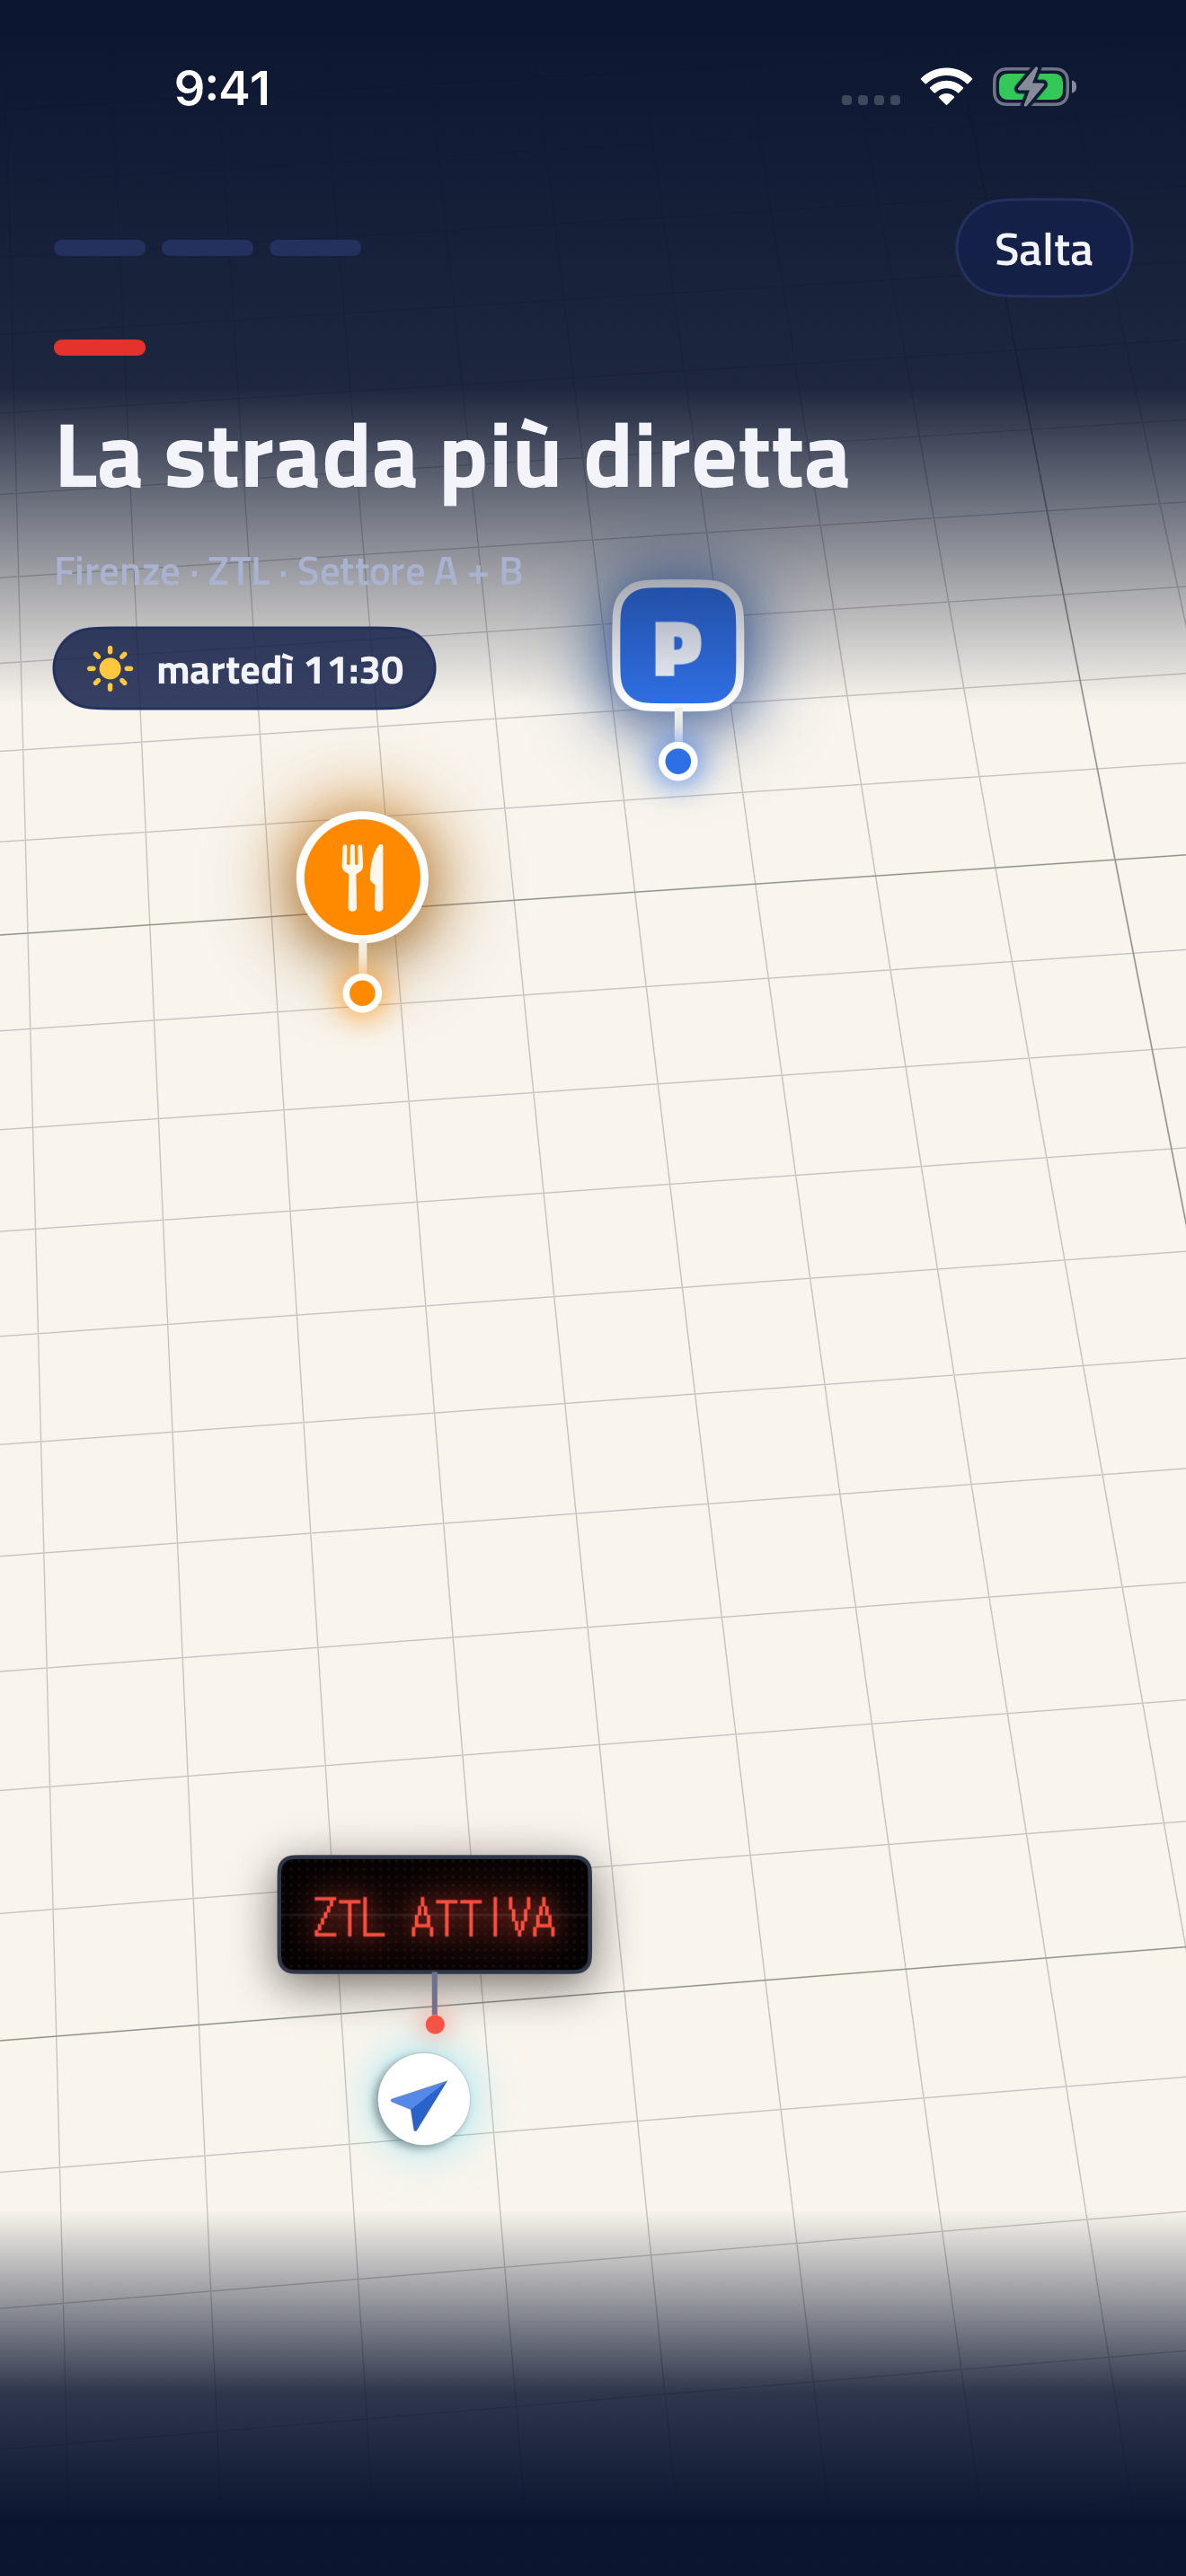 9:41
Salta
La strada più diretta
Firenze · ZTL · Settore A + B
martedì 11:30
P
ZTL ATTIVA